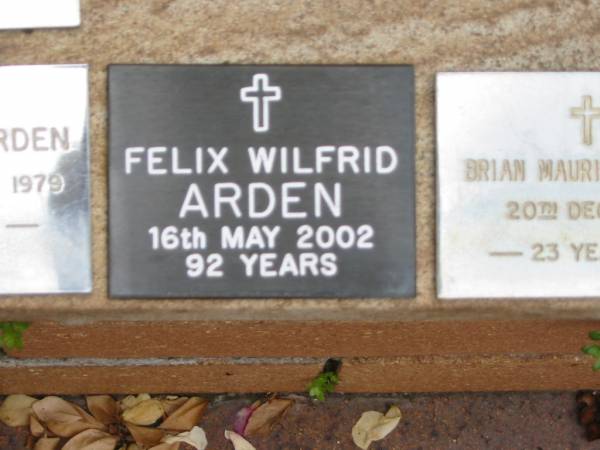 RDEN
1979
—
FELIX WILFRID
ARDEN
16th MAY 2002
92 YEARS
BRIAN MAURI
20TH DEC
— 23 YE